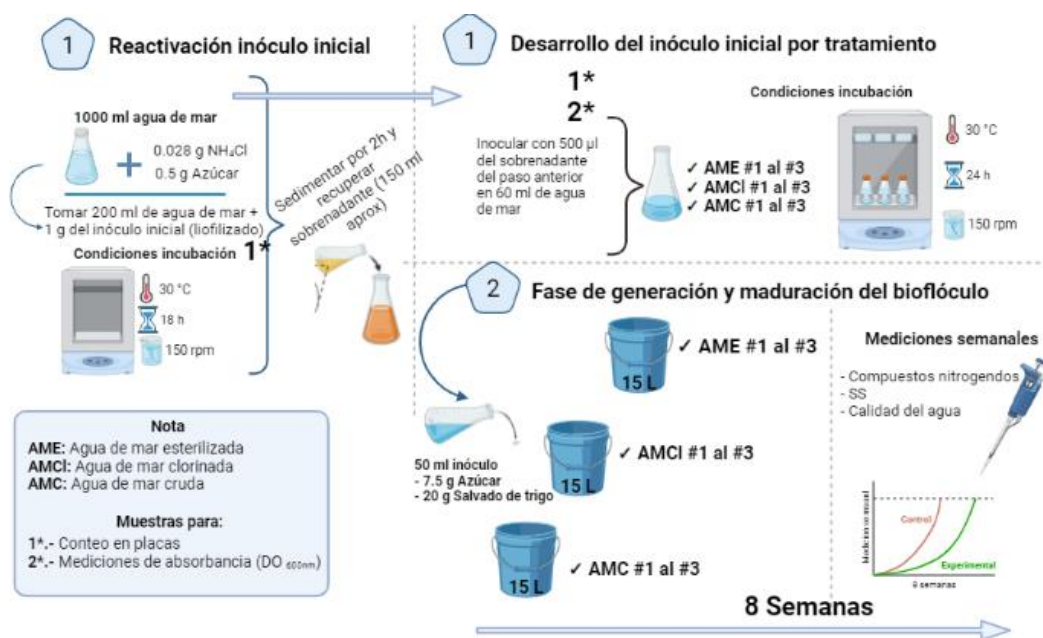 1
Reactivación inóculo inicial
1000 ml agua de mar
+
0.028 g NH₄Cl
0.5 g Azúcar
Tomar 200 ml de agua de mar +
1 g del inóculo inicial (liofilizado)
Condiciones incubación
1*
30 °C
18 h
150 rpm
Sedimentar por 2h y
recuperar
sobrenadante (150 ml
aprox)
Nota
AME: Agua de mar esterilizada
AMCl: Agua de mar clorinada
AMC: Agua de mar cruda
Muestras para:
1*.- Conteo en placas
2*.- Mediciones de absorbancia (DO 600nm)
1
Desarrollo del inóculo inicial por tratamiento
1*
2*
Inocular con 500 µl
del sobrenadante
del paso anterior
en 60 ml de agua
de mar
✓ AME #1 al #3
✓ AMCl #1 al #3
✓ AMC #1 al #3
Condiciones incubación
30 °C
24 h
150 rpm
2
Fase de generación y maduración del bioflóculo
50 ml inóculo
- 7.5 g Azúcar
- 20 g Salvado de trigo
15 L
✓ AME #1 al #3
15 L
✓ AMCl #1 al #3
15 L
✓ AMC #1 al #3
Mediciones semanales
- Compuestos nitrogendos
- SS
- Calidad del agua
Control
Experimental
semanas
8 Semanas